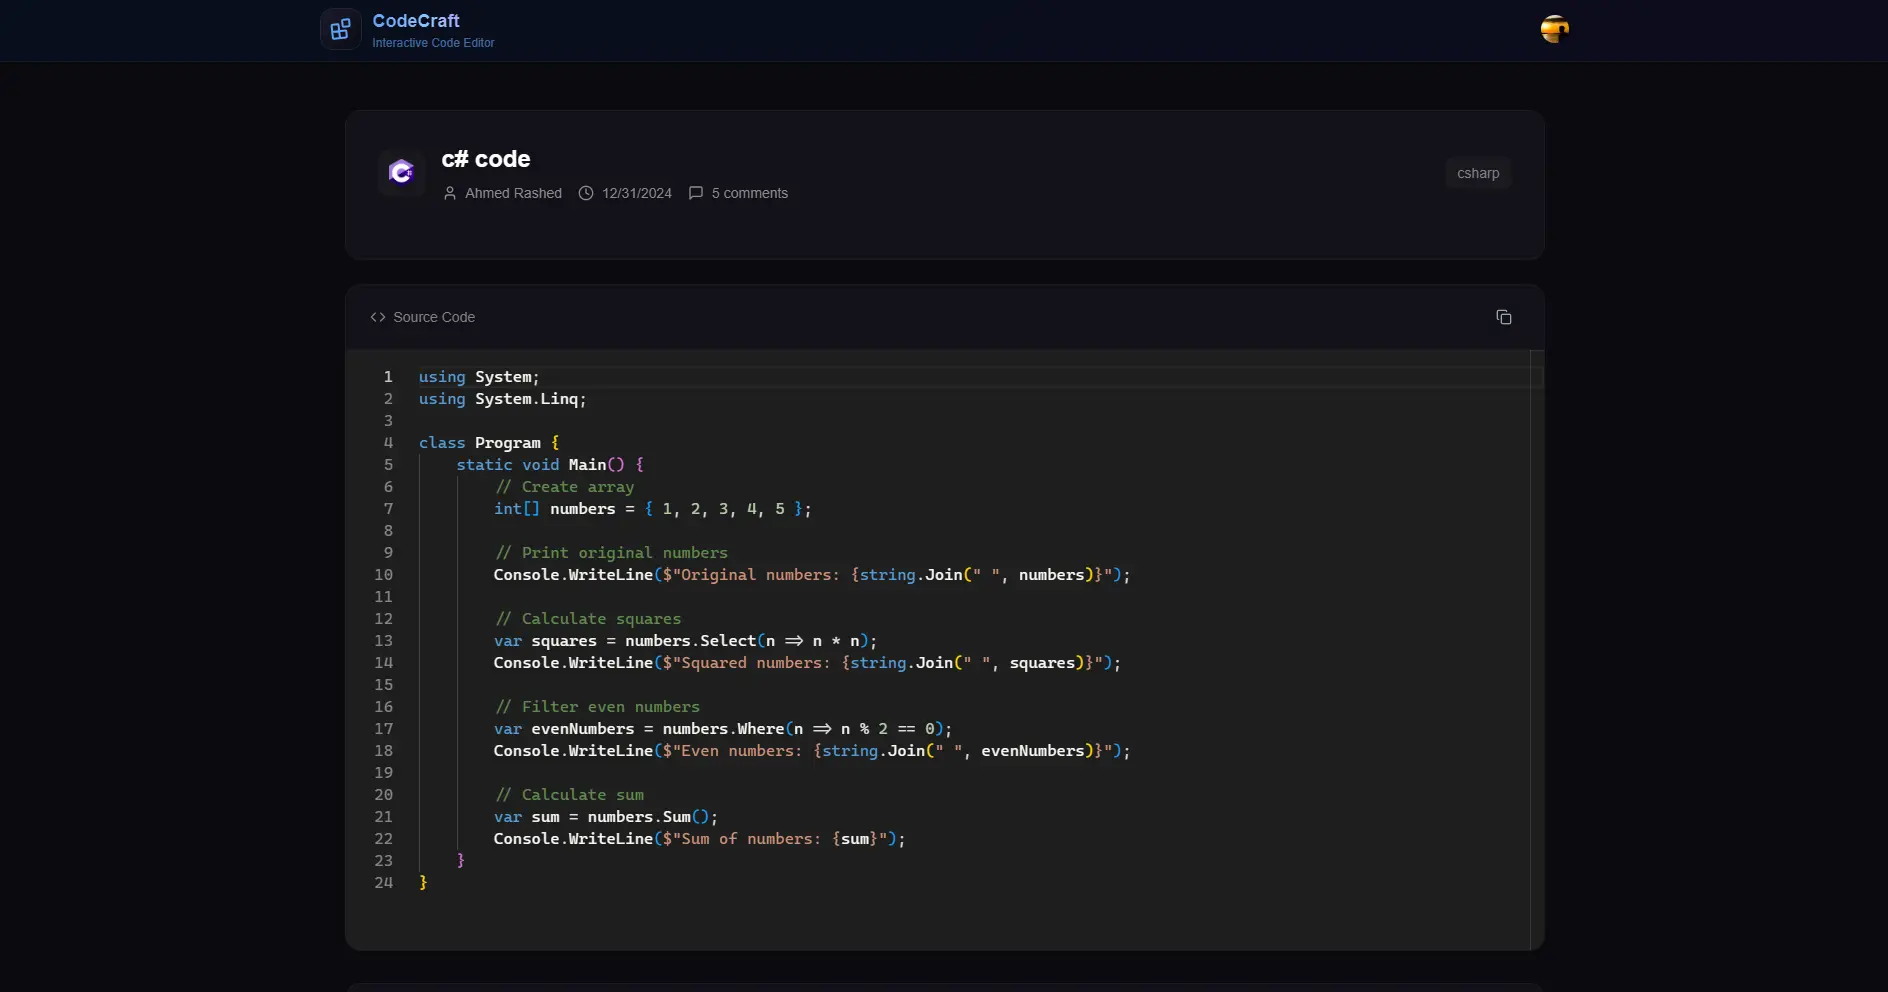 CodeCraft
Interactive Code Editor
c# code
Ahmed Rashed 12/31/2024 5 comments
csharp
Source Code
1 using System;
2 using System.Linq;
3
4 class Program {
5     static void Main() {
6         // Create array
7         int[] numbers = { 1, 2, 3, 4, 5 };
8
9         // Print original numbers
10         Console.WriteLine($"Original numbers: {string.Join(" ", numbers)}");
11
12         // Calculate squares
13         var squares = numbers.Select(n => n * n);
14         Console.WriteLine($"Squared numbers: {string.Join(" ", squares)}");
15
16         // Filter even numbers
17         var evenNumbers = numbers.Where(n => n % 2 == 0);
18         Console.WriteLine($"Even numbers: {string.Join(" ", evenNumbers)}");
19
20         // Calculate sum
21         var sum = numbers.Sum();
22         Console.WriteLine($"Sum of numbers: {sum}");
23     }
24 }